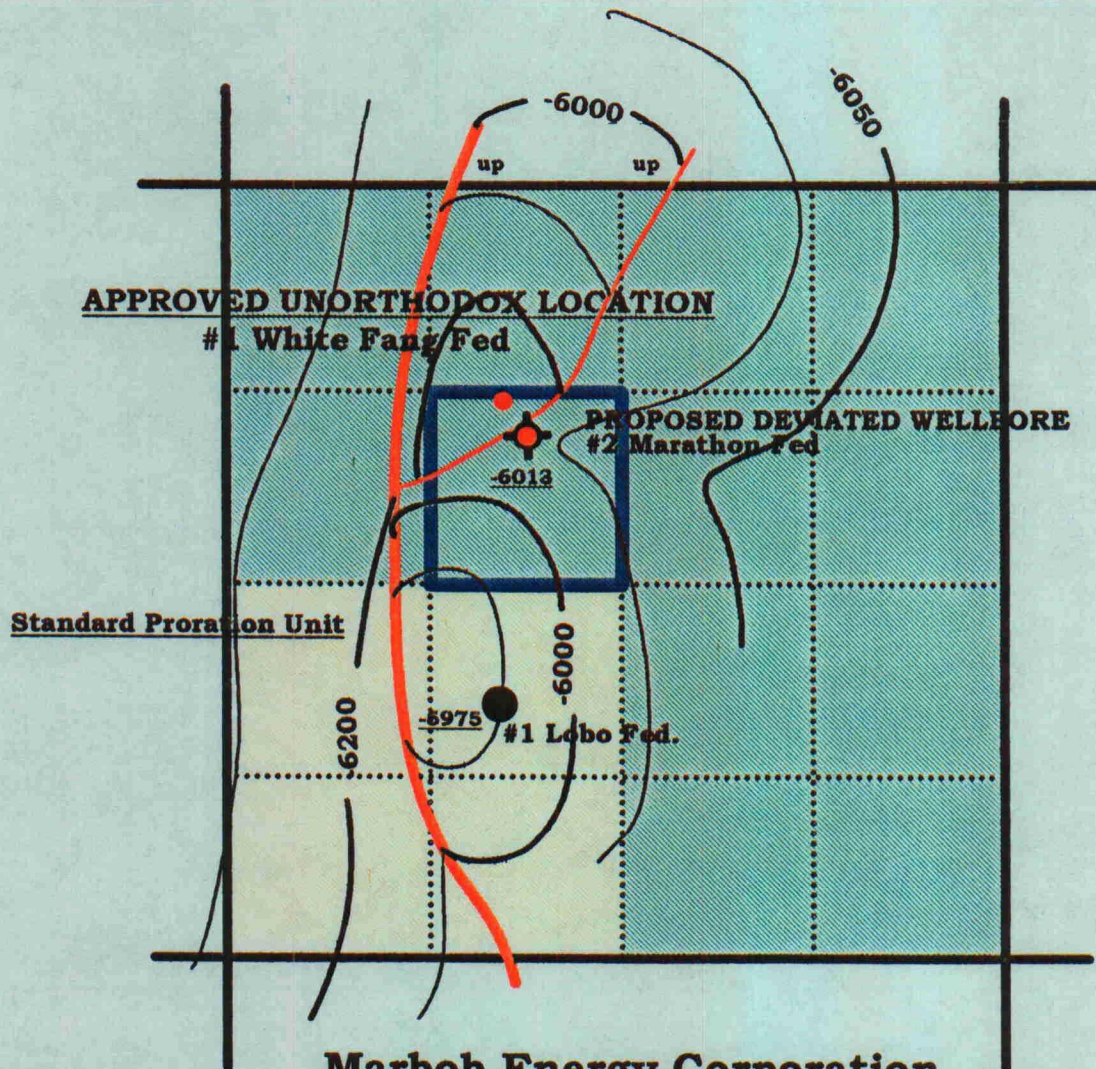 -6000
-6050
up up
APPROVED UNORTHODOX LOCATION
#1 White Fang Fed
PROPOSED DEVIATED WELLBORE
#2 Marathon Fed
-6013
Standard Proration Unit
-6000
-5975
#1 Lobo Fed.
-6200
Marbob Energy Corporation